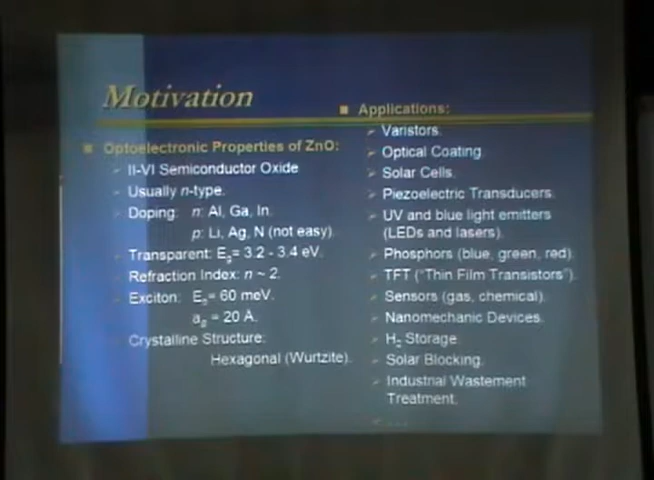 Motivation
Optoelectronic Properties of ZnO:
II-VI Semiconductor Oxide
Usually n-type.
Doping: n: Al, Ga, In.
p: Li, Ag, N (not easy).
Transparent: Eg= 3.2 - 3.4 eV.
Refraction Index: n ~ 2.
Exciton: Eb= 60 meV.
aB = 20 Å.
Crystalline Structure:
Hexagonal (Wurtzite).
Applications:
Varistors.
Optical Coating.
Solar Cells.
Piezoelectric Transducers.
UV and blue light emitters
(LEDs and lasers).
Phosphors (blue, green, red).
TFT ("Thin Film Transistors").
Sensors (gas, chemical).
Nanomechanic Devices.
H2 Storage
Solar Blocking.
Industrial Wastement
Treatment.
....